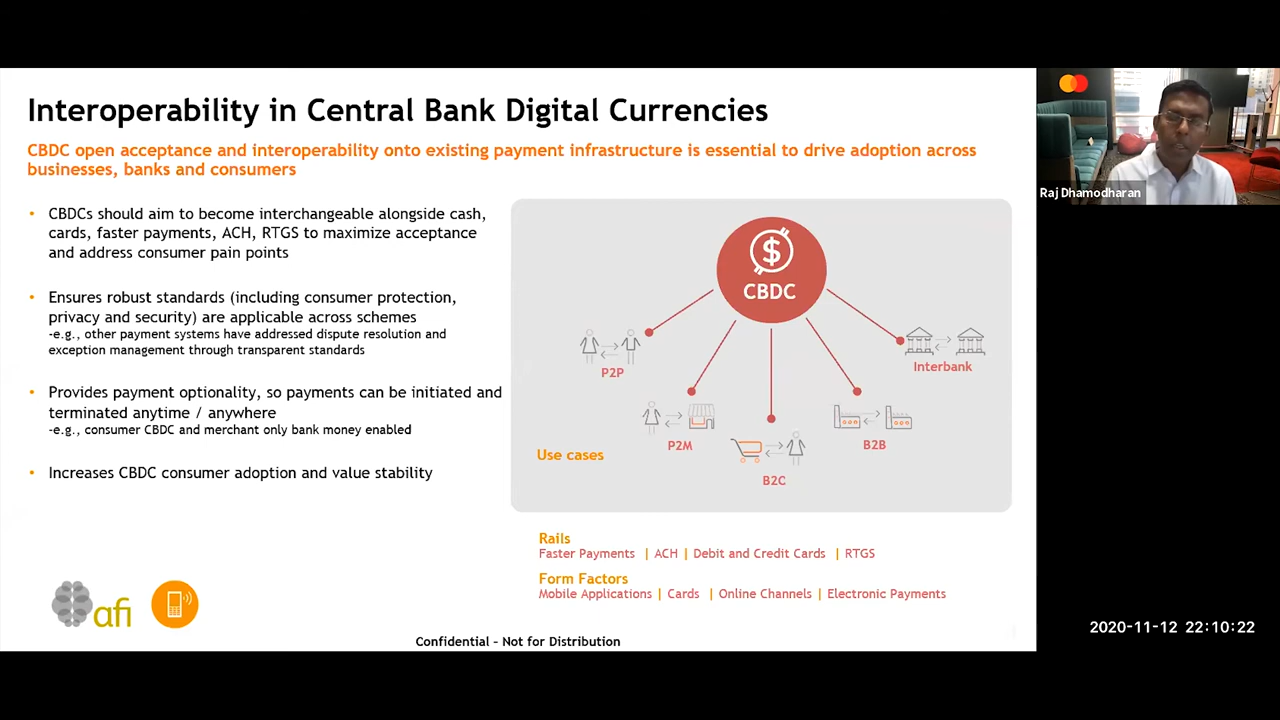 Interoperability in Central Bank Digital Currencies
CBDC open acceptance and interoperability onto existing payment infrastructure is essential to drive adoption across
businesses, banks and consumers
• CBDCs should aim to become interchangeable alongside cash,
cards, faster payments, ACH, RTGS to maximize acceptance
and address consumer pain points
• Ensures robust standards (including consumer protection,
privacy and security) are applicable across schemes
-e.g., other payment systems have addressed dispute resolution and
exception management through transparent standards
• Provides payment optionality, so payments can be initiated and
terminated anytime / anywhere
-e.g., consumer CBDC and merchant only bank money enabled
• Increases CBDC consumer adoption and value stability
$
CBDC
P2P
Interbank
P2M
B2B
Use cases
B2C
Rails
Faster Payments | ACH | Debit and Credit Cards | RTGS
Form Factors
Mobile Applications | Cards | Online Channels | Electronic Payments
afi
Confidential - Not for Distribution
Raj Dhamodharan
2020-11-12 22:10:22